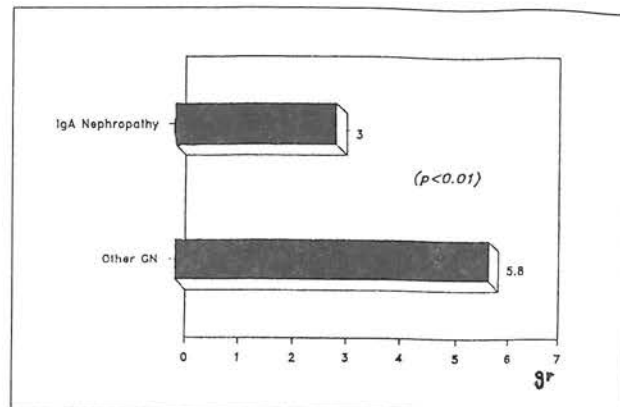 IgA Nephropathy
3
(p<0.01)
Other GN
5.8
0 1 2 3 4 5 6 7
gr